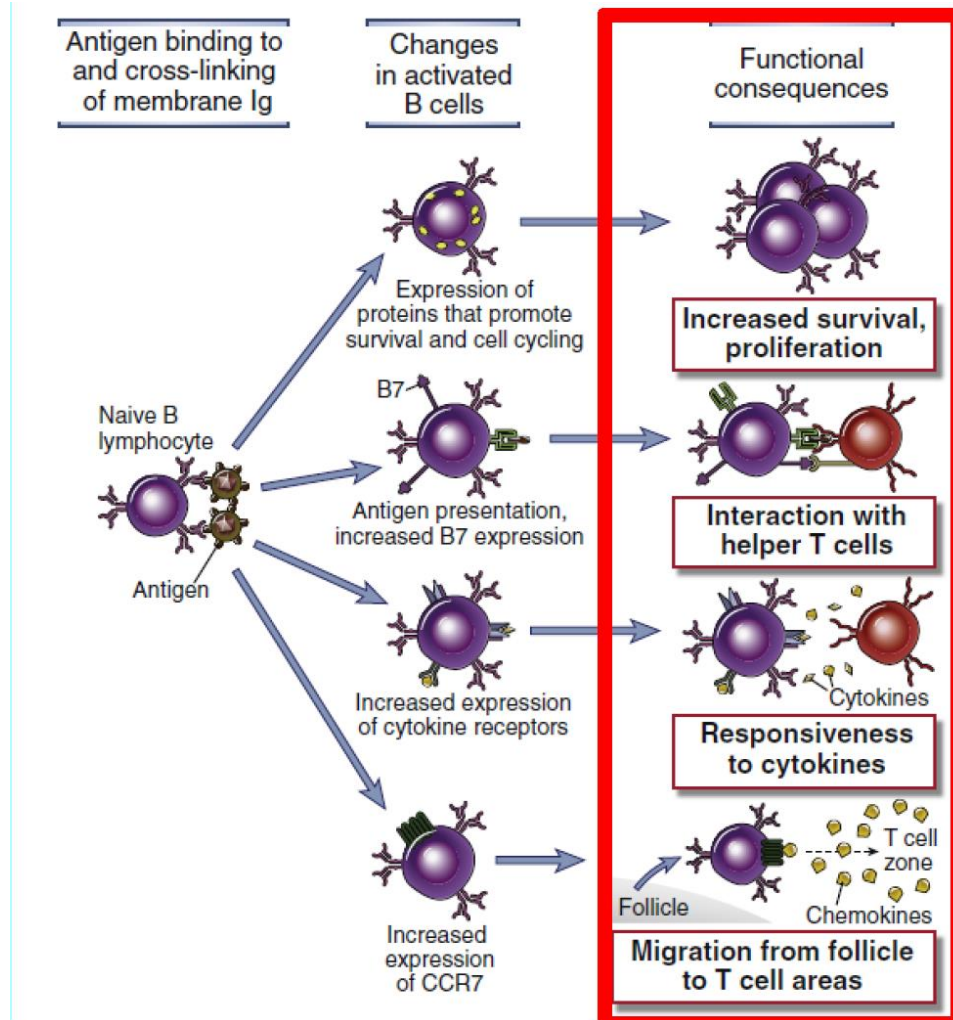 Antigen binding to
and cross-linking
of membrane Ig
Changes
in activated
B cells
Functional
consequences
Expression of
proteins that promote
survival and cell cycling
Increased survival,
proliferation
Naive B
lymphocyte
Antigen
B7
Antigen presentation,
increased B7 expression
Interaction with
helper T cells
Increased expression
of cytokine receptors
Cytokines
Responsiveness
to cytokines
Increased
expression
of CCR7
Follicle
T cell
zone
Chemokines
Migration from follicle
to T cell areas